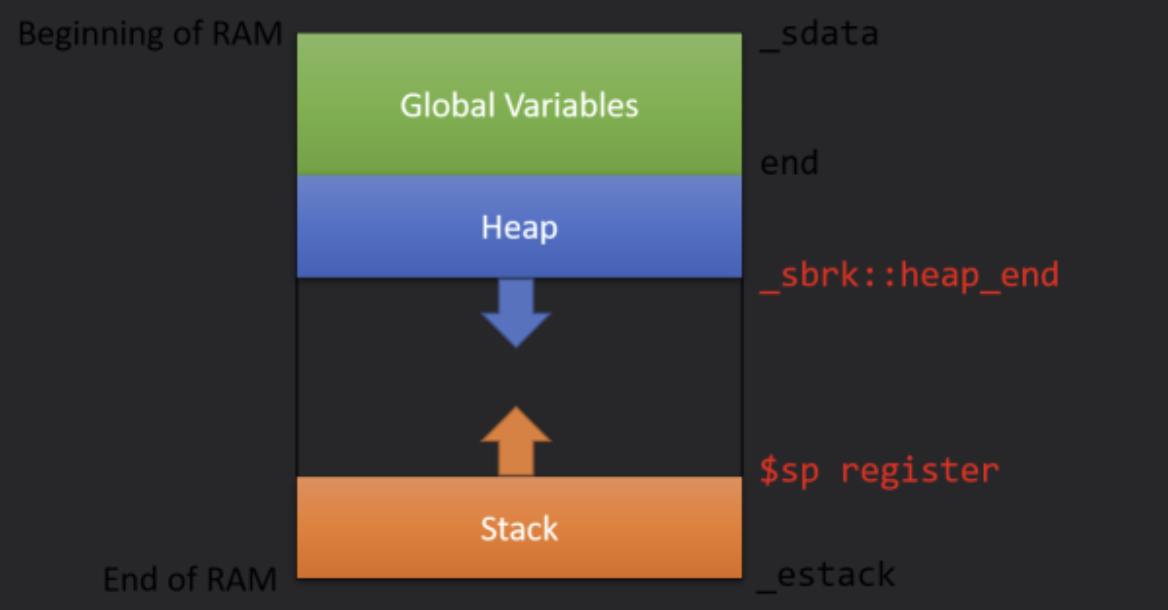 Beginning of RAM
_sdata
Global Variables
end
Heap
_sbrk::heap_end
$sp register
Stack
End of RAM
_estack